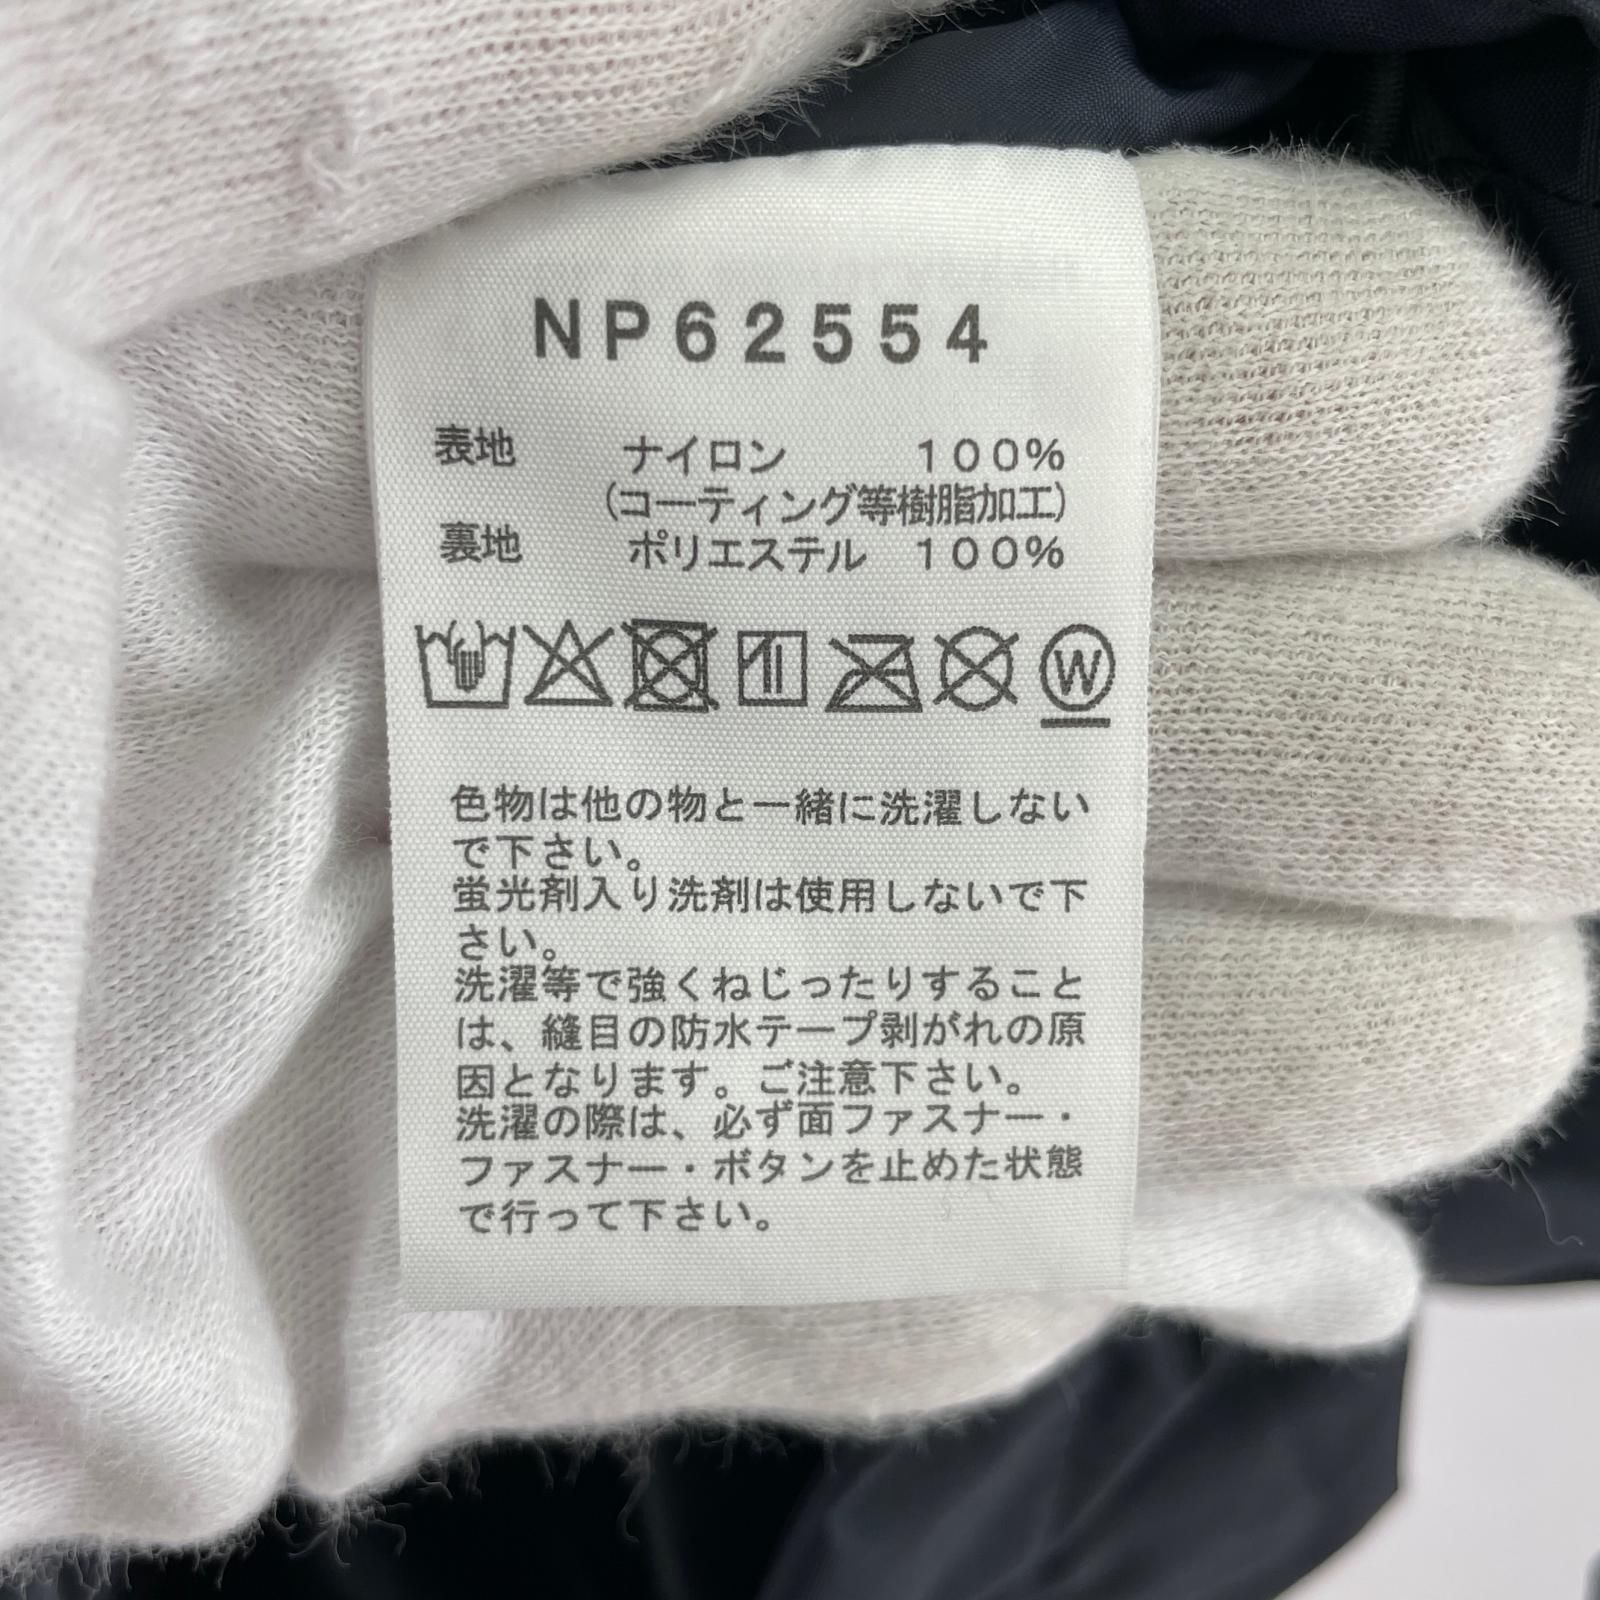 NP62554
表地 ナイロン 100%
(コーティング等樹脂加工)
裏地 ポリエステル 100%
W
色物は他の物と一緒に洗濯しない
で下さい。
蛍光剤入り洗剤は使用しないで下
さい。
洗濯等で強くねじったりすること
は、縫目の防水テープ剥がれの原
因となります。ご注意下さい。
洗濯の際は、必ず面ファスナー・
ファスナー・ボタンを止めた状態
で行って下さい。